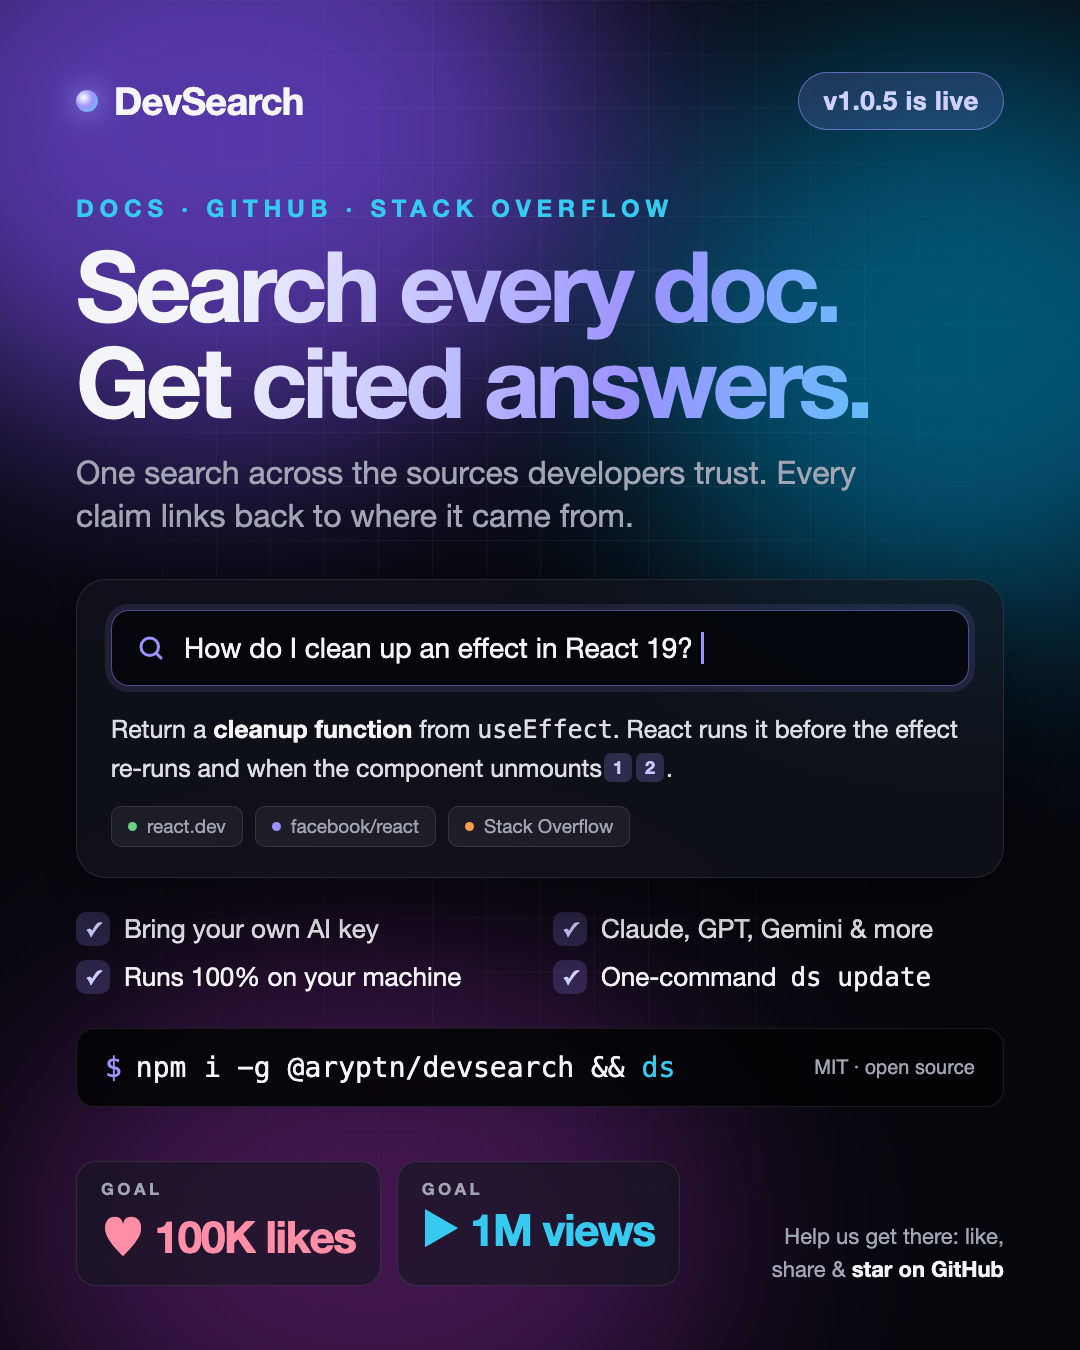 DevSearch
v1.0.5 is live
DOCS · GITHUB · STACK OVERFLOW
Search every doc.
Get cited answers.
One search across the sources developers trust. Every
claim links back to where it came from.
How do I clean up an effect in React 19?
Return a cleanup function from useEffect. React runs it before the effect
re-runs and when the component unmounts 1 2 .
react.dev
facebook/react
Stack Overflow
✓ Bring your own AI key
✓ Claude, GPT, Gemini & more
✓ Runs 100% on your machine
✓ One-command ds update
$ npm i -g @aryptn/devsearch && ds
MIT · open source
GOAL
♥ 100K likes
GOAL
▶ 1M views
Help us get there: like,
share & star on GitHub